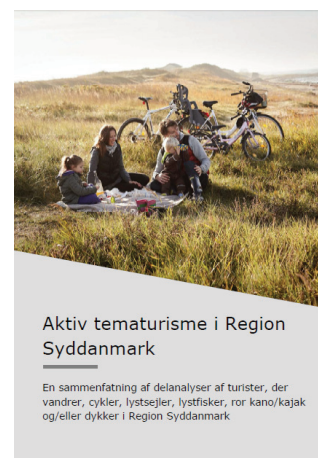 Aktiv tematurisme i Region
Syddanmark
En sammenfatning af delanalyser af turister, der
vandrer, cykler, lystsejler, lystfisker, ror kano/kajak
og/eller dykker i Region Syddanmark